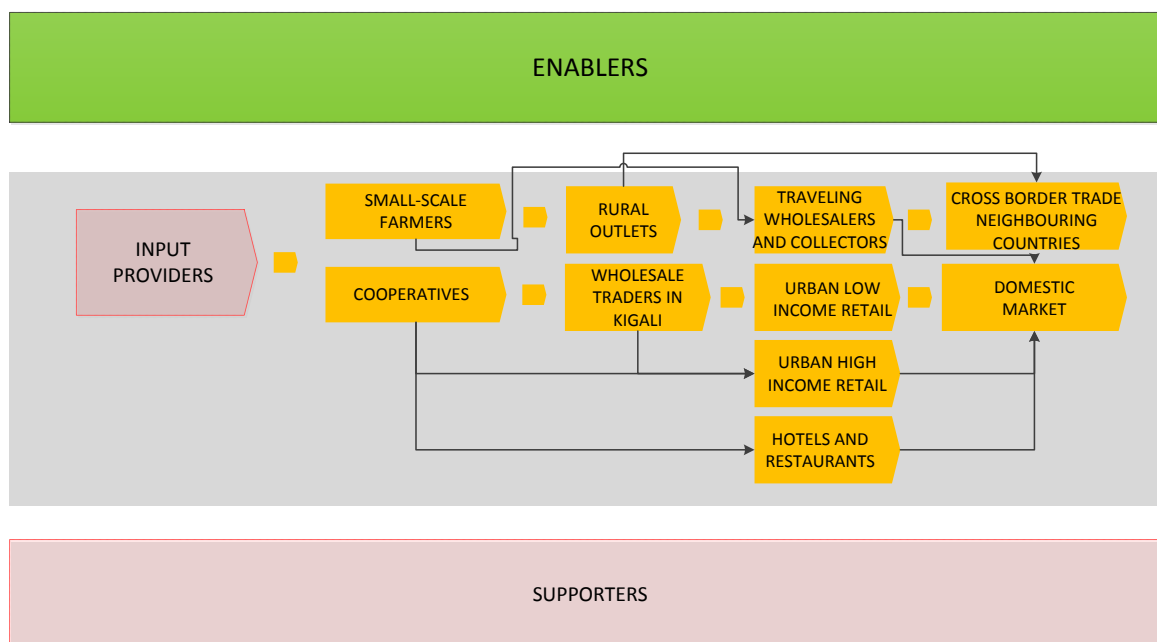 ENABLERS
INPUT
PROVIDERS
SMALL-SCALE
FARMERS
RURAL
OUTLETS
TRAVELING
WHOLESALERS
AND COLLECTORS
CROSS BORDER TRADE
NEIGHBOURING
COUNTRIES
COOPERATIVES
WHOLESALE
TRADERS IN
KIGALI
URBAN LOW
INCOME RETAIL
DOMESTIC
MARKET
URBAN HIGH
INCOME RETAIL
HOTELS AND
RESTAURANTS
SUPPORTERS